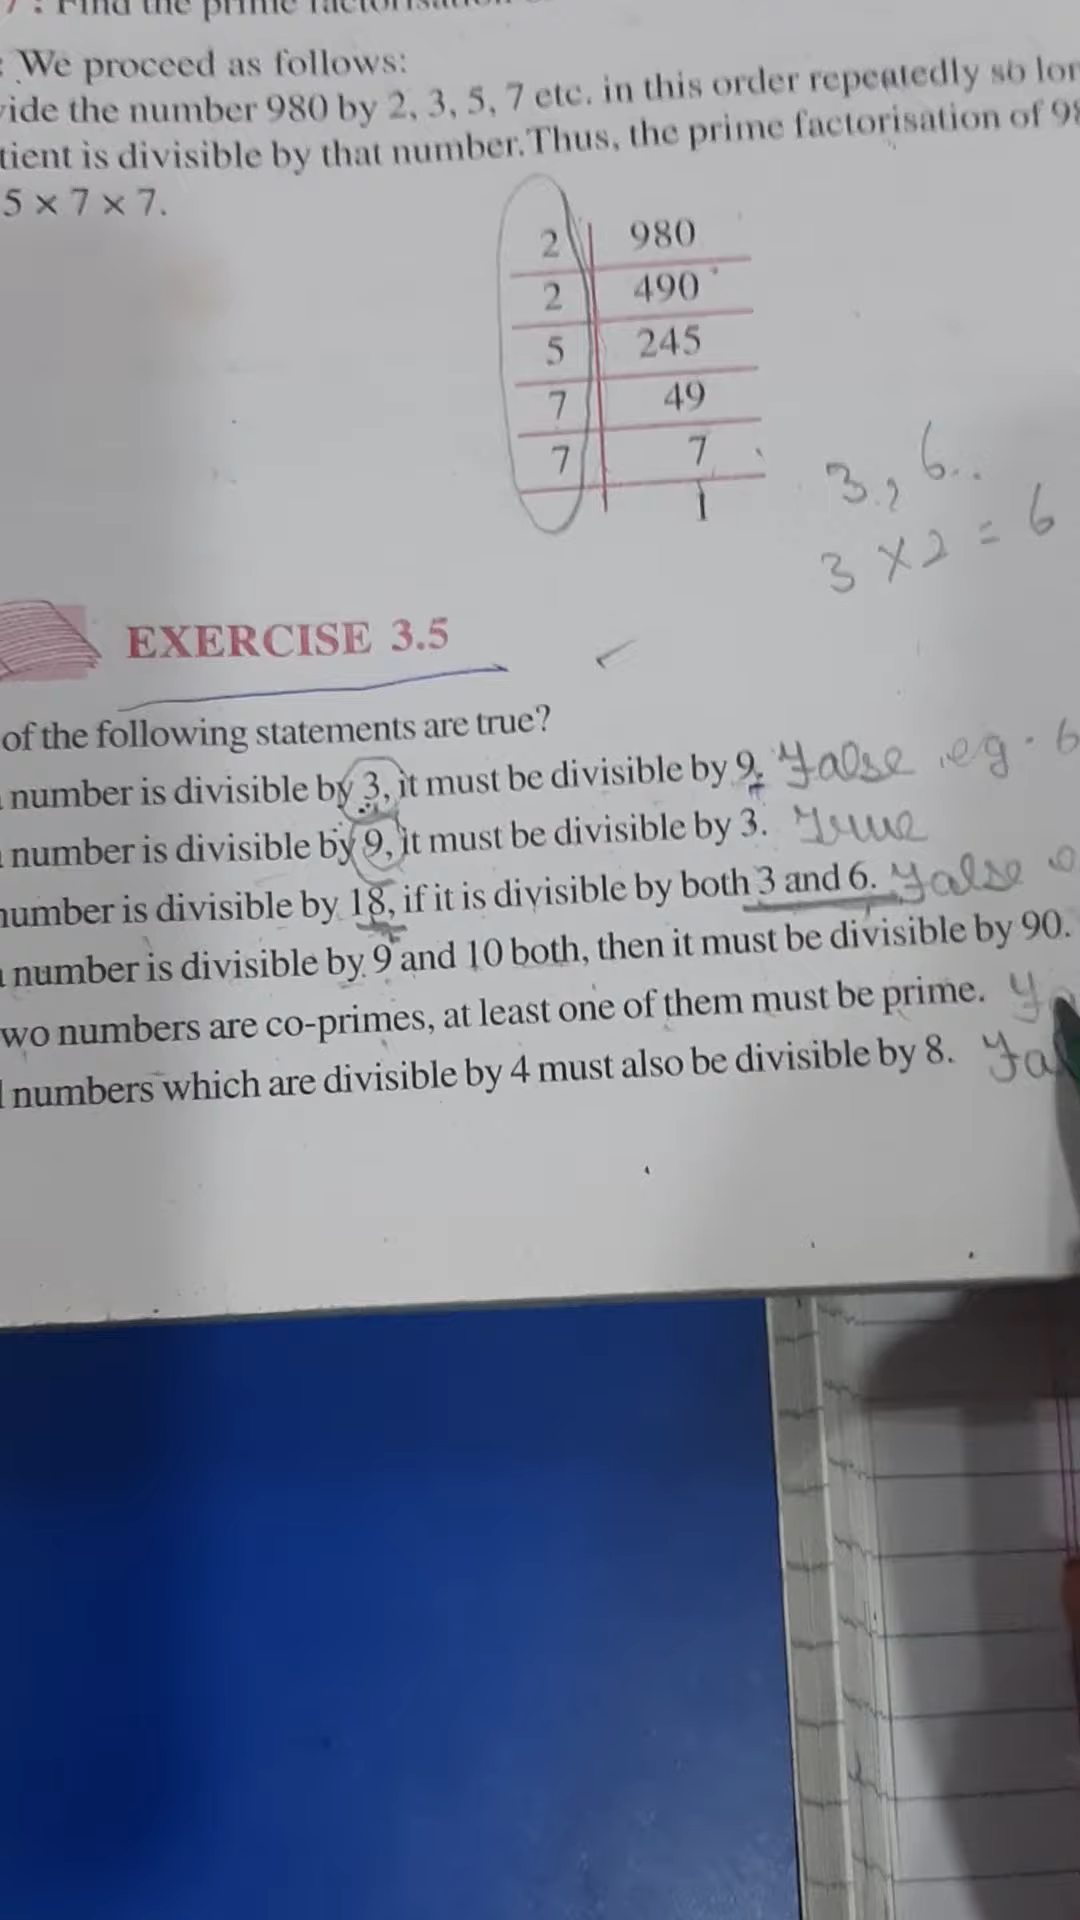 : We proceed as follows:
vide the number 980 by 2, 3, 5, 7 etc. in this order repeatedly so lon
tient is divisible by that number. Thus, the prime factorisation of 98
5 × 7 × 7.
2 980
2 490
5 245
7 49
7 7
1
3, 6..
3 × 2 = 6
EXERCISE 3.5
of the following statements are true?
number is divisible by 3, it must be divisible by 9. False eg. 6
number is divisible by 9, it must be divisible by 3. True
number is divisible by 18, if it is divisible by both 3 and 6. False
number is divisible by 9 and 10 both, then it must be divisible by 90.
wo numbers are co-primes, at least one of them must be prime.
l numbers which are divisible by 4 must also be divisible by 8. Fal